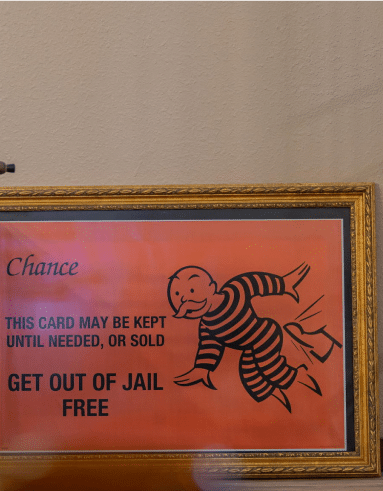 Chance
THIS CARD MAY BE KEPT
UNTIL NEEDED, OR SOLD
GET OUT OF JAIL
FREE